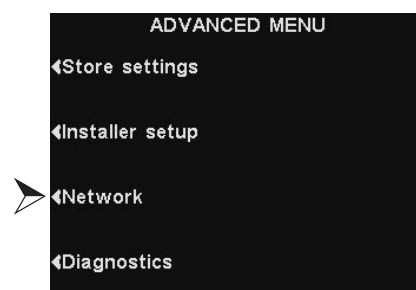 ADVANCED MENU
Store settings
Installer setup
Network
Diagnostics